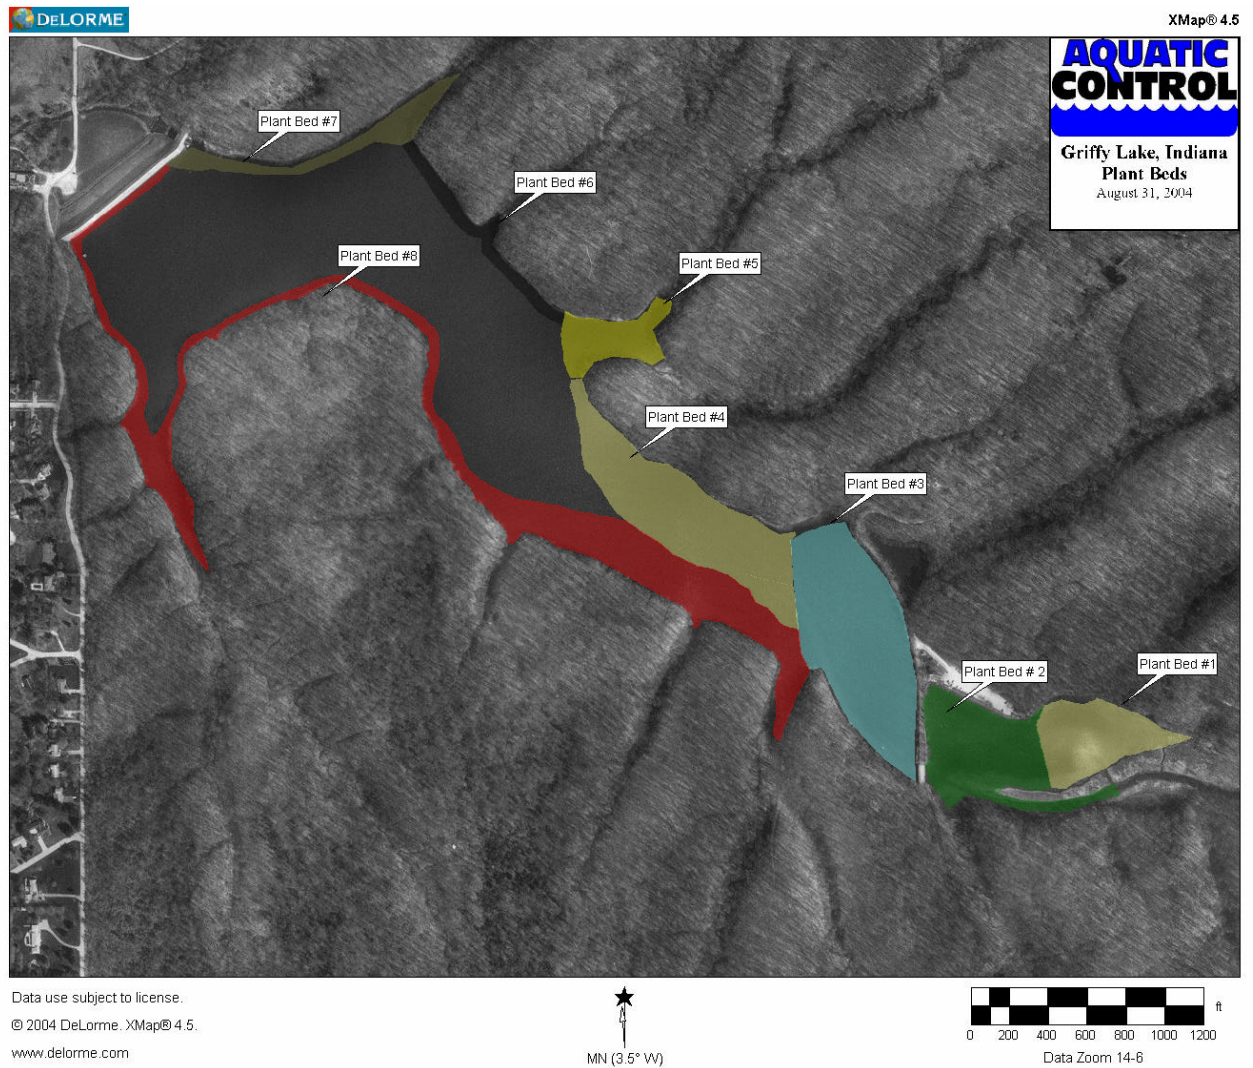 DELORME
XMap® 4.5
AQUATIC
CONTROL
Griffy Lake, Indiana
Plant Beds
August 31, 2004
Plant Bed #7
Plant Bed #6
Plant Bed #8
Plant Bed #5
Plant Bed #4
Plant Bed #3
Plant Bed #1
Plant Bed # 2
Data use subject to license.
© 2004 DeLorme. XMap® 4.5.
www.delorme.com
MN (3.5° W)
ft
0 200 400 600 800 1000 1200
Data Zoom 14-6